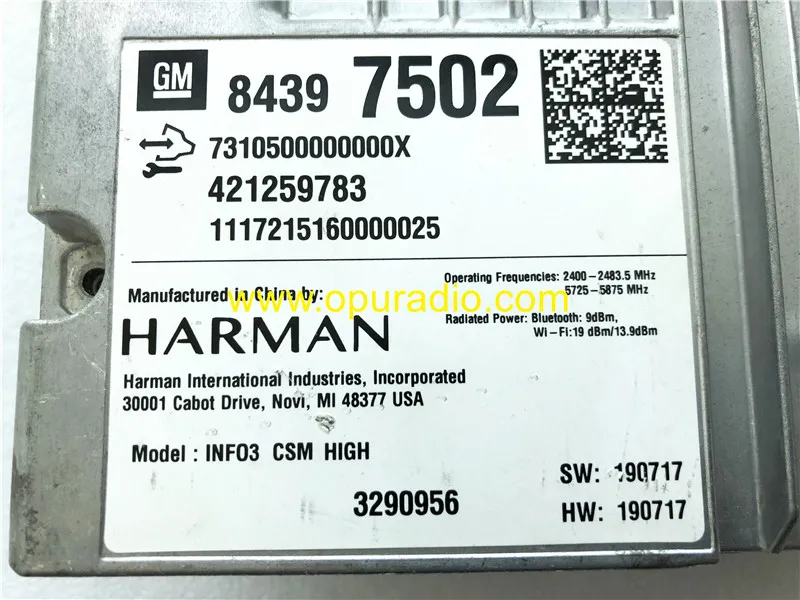 GM 8439 7502
7310500000000X
421259783
1117215160000025
Operating Frequencies: 2400-2483.5 MHz
5725-5875 MHz
Manufactured in China by:
www.opuradio.com
Radiated Power: Bluetooth: 9dBm,
Wi-Fi:19 dBm/13.9dBm
HARMAN
Harman International Industries, Incorporated
30001 Cabot Drive, Novi, MI 48377 USA
Model : INFO3 CSM HIGH
SW: 190717
3290956
HW: 190717